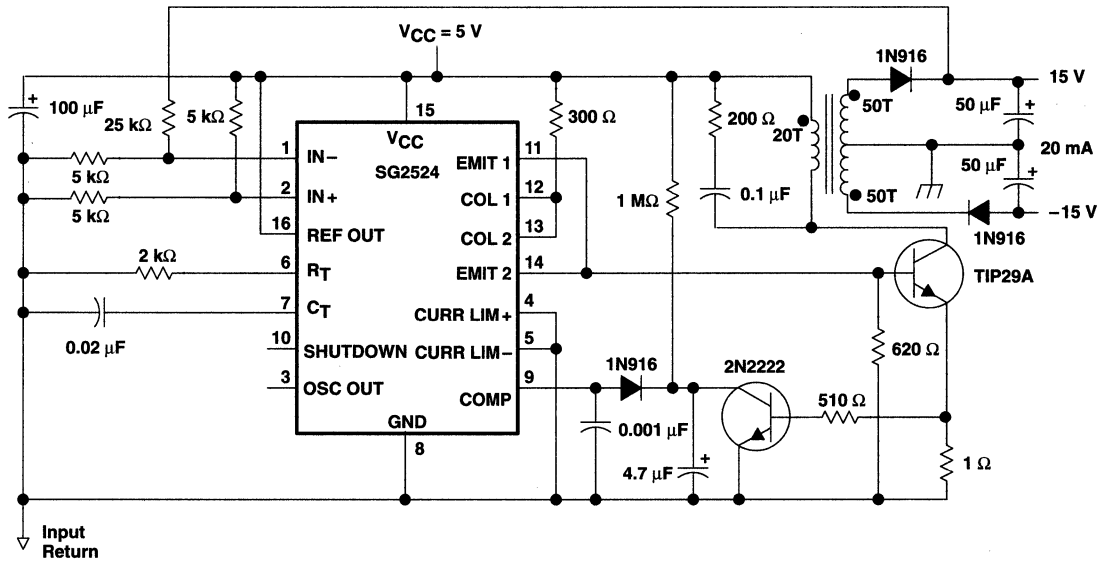 VCC = 5 V
1N916
15 V
100 µF
25 kΩ
5 kΩ
15
300 Ω
200 Ω
20T
50T
50 µF
VCC
SG2524
1
IN−
EMIT 1
11
5 kΩ
20 mA
50 µF
2
IN+
COL 1
12
1 MΩ
0.1 µF
50T
5 kΩ
16
REF OUT
COL 2
13
−15 V
1N916
2 kΩ
6
RT
EMIT 2
14
TIP29A
7
CT
CURR LIM+
4
0.02 µF
10
SHUTDOWN
CURR LIM−
5
620 Ω
1N916
2N2222
3
OSC OUT
COMP
9
510 Ω
GND
8
0.001 µF
4.7 µF
1 Ω
Input
Return